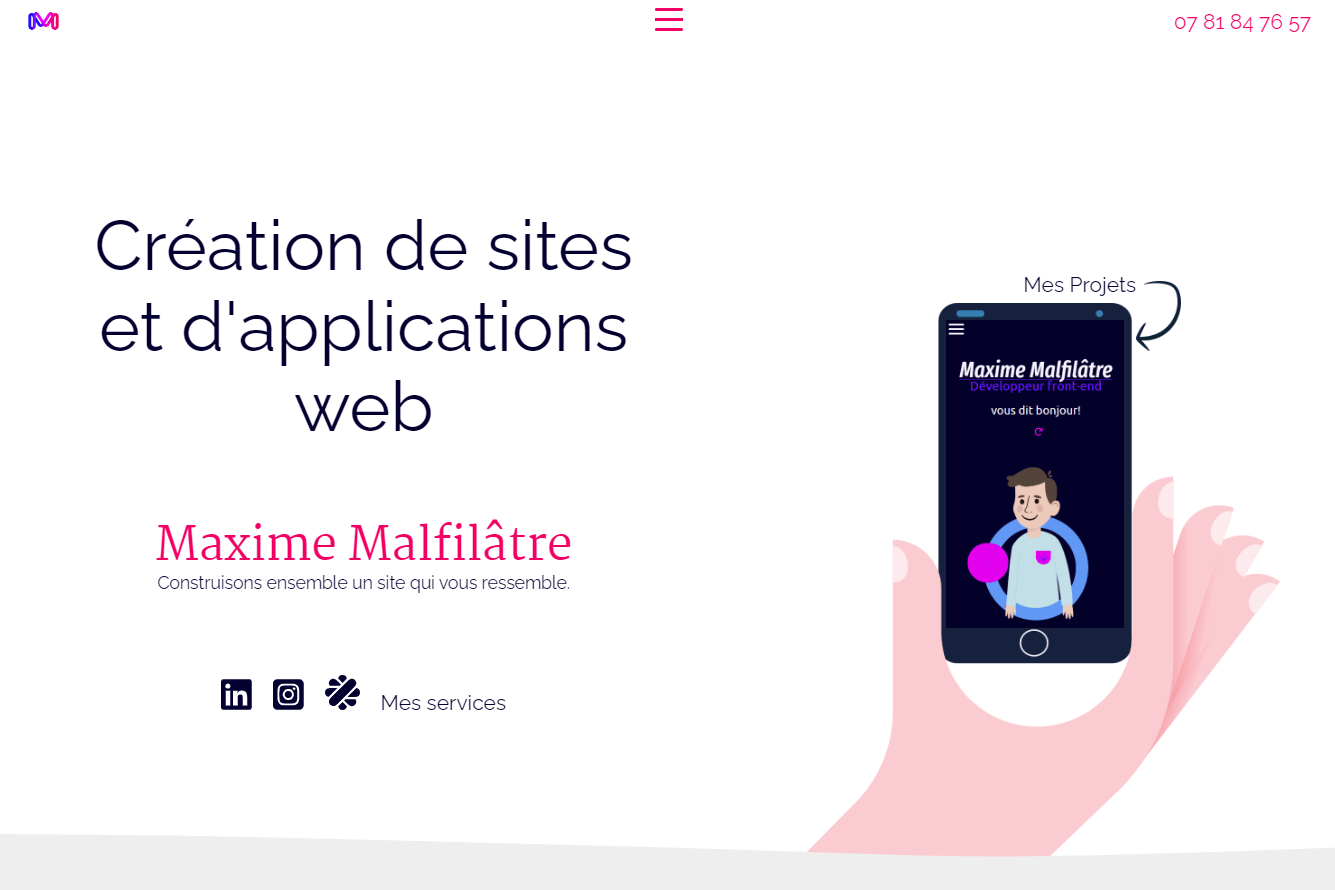 07 81 84 76 57
Création de sites
et d'applications
web
Maxime Malfilâtre
Construisons ensemble un site qui vous ressemble.
Mes services
Mes Projets
Maxime Malfilâtre
Développeur front-end
vous dit bonjour!